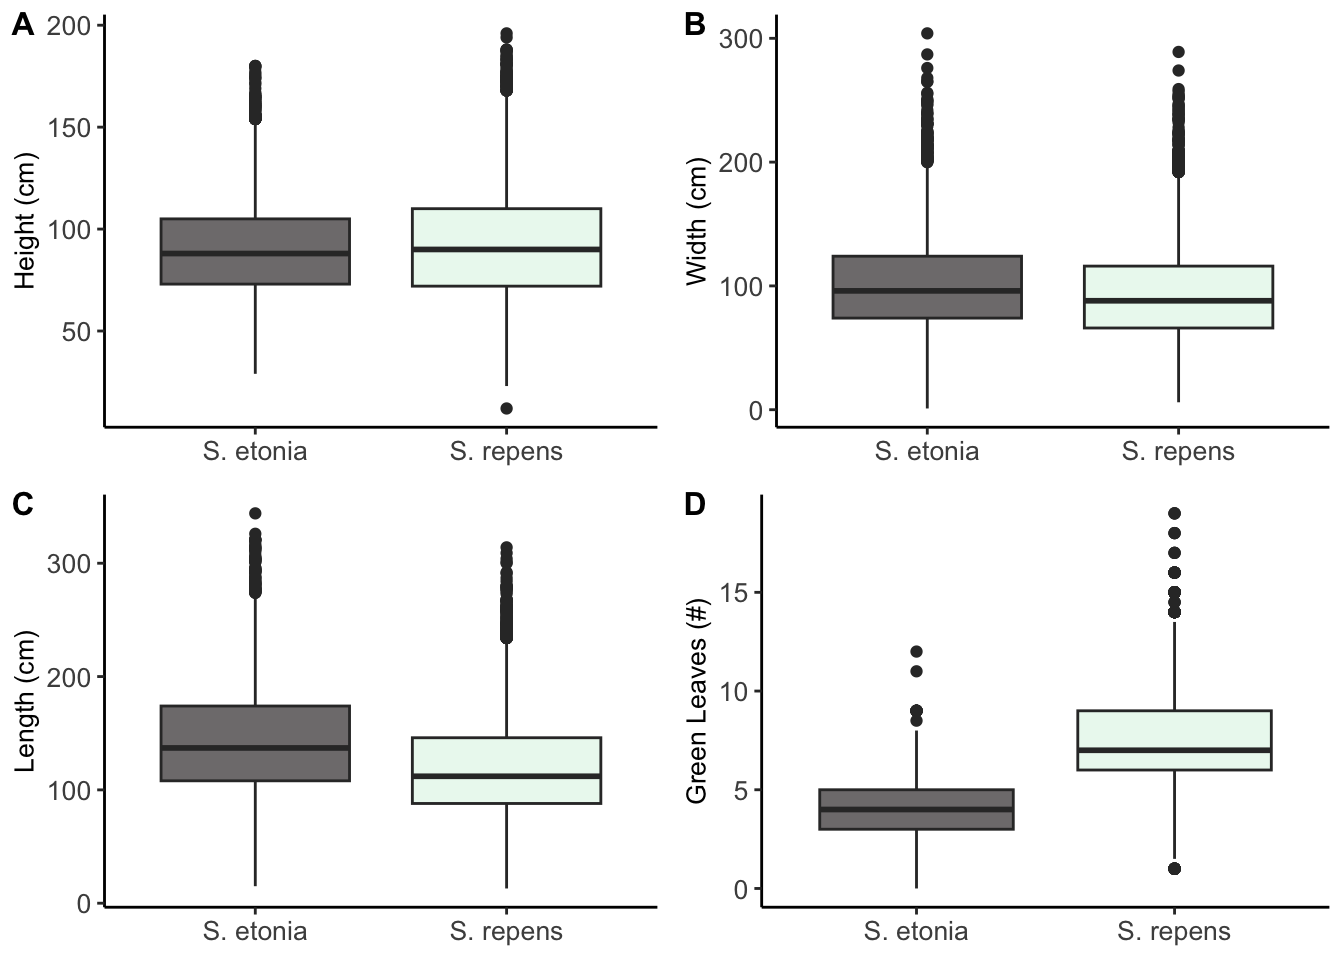 A
Height (cm)
200
150
100
50
S. etonia
S. repens
B
Width (cm)
300
200
100
0
S. etonia
S. repens
C
Length (cm)
300
200
100
0
S. etonia
S. repens
D
Green Leaves (#)
15
10
5
0
S. etonia
S. repens